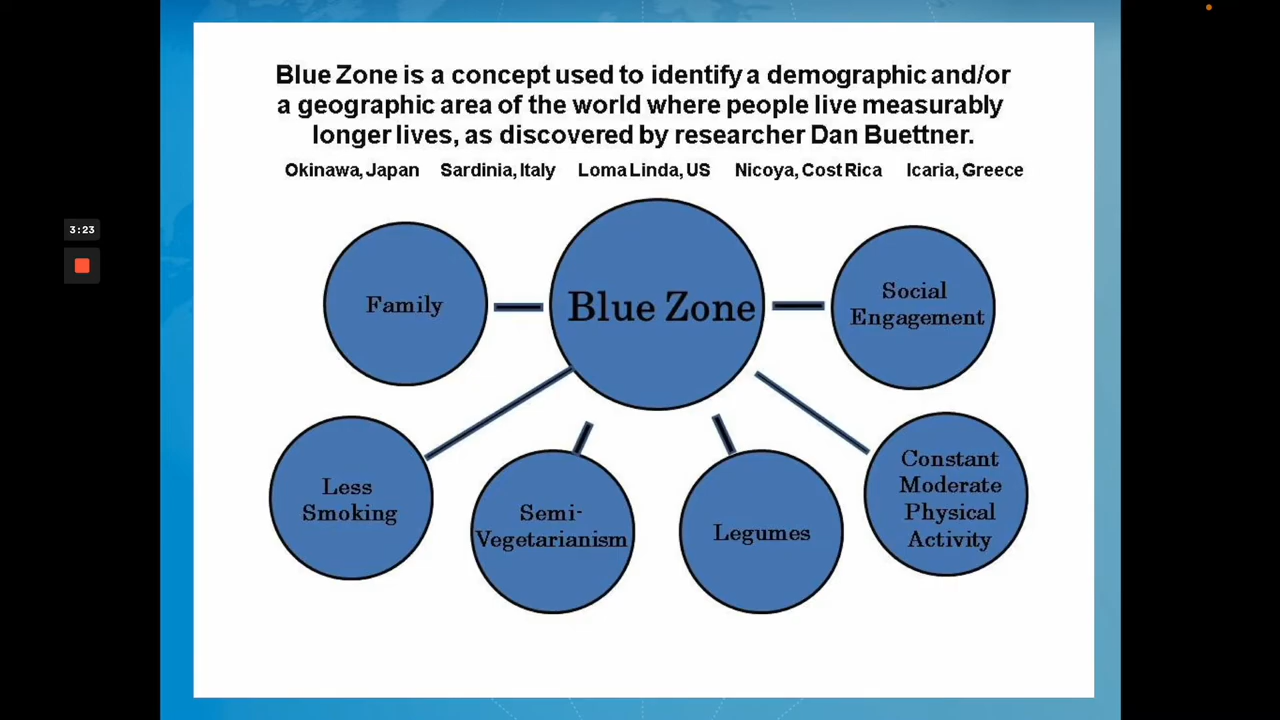 Blue Zone is a concept used to identify a demographic and/or
a geographic area of the world where people live measurably
longer lives, as discovered by researcher Dan Buettner.
Okinawa, Japan Sardinia, Italy Loma Linda, US Nicoya, Cost Rica Icaria, Greece
3:23
Family
Blue Zone
Social
Engagement
Less
Smoking
Semi-
Vegetarianism
Legumes
Constant
Moderate
Physical
Activity